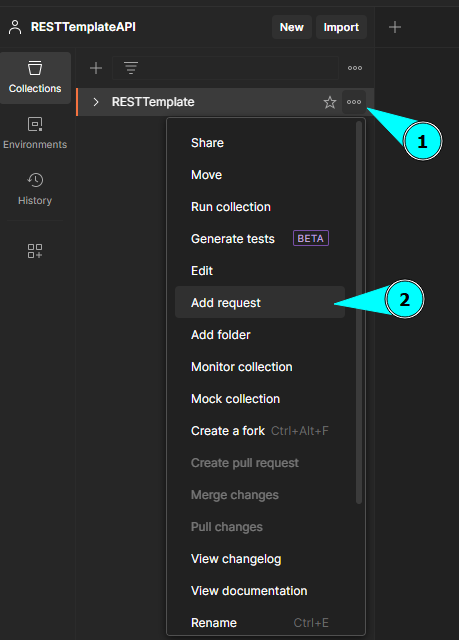 RESTTemplateAPI New Import
Collections
RESTTemplate
1
Environments
History
Share
Move
Run collection
Generate tests BETA
Edit
Add request
2
Add folder
Monitor collection
Mock collection
Create a fork Ctrl+Alt+F
Create pull request
Merge changes
Pull changes
View changelog
View documentation
Rename Ctrl+E